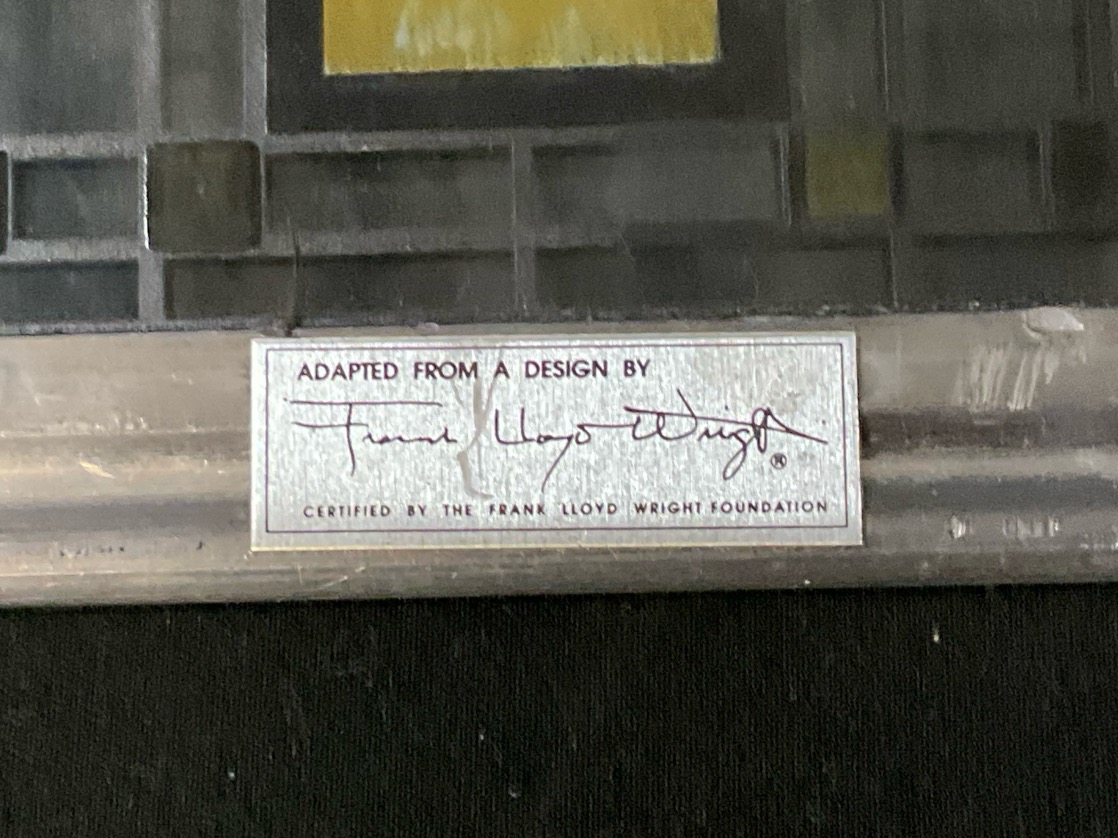 ADAPTED FROM A DESIGN BY
Frank Lloyd Wright ®
CERTIFIED BY THE FRANK LLOYD WRIGHT FOUNDATION